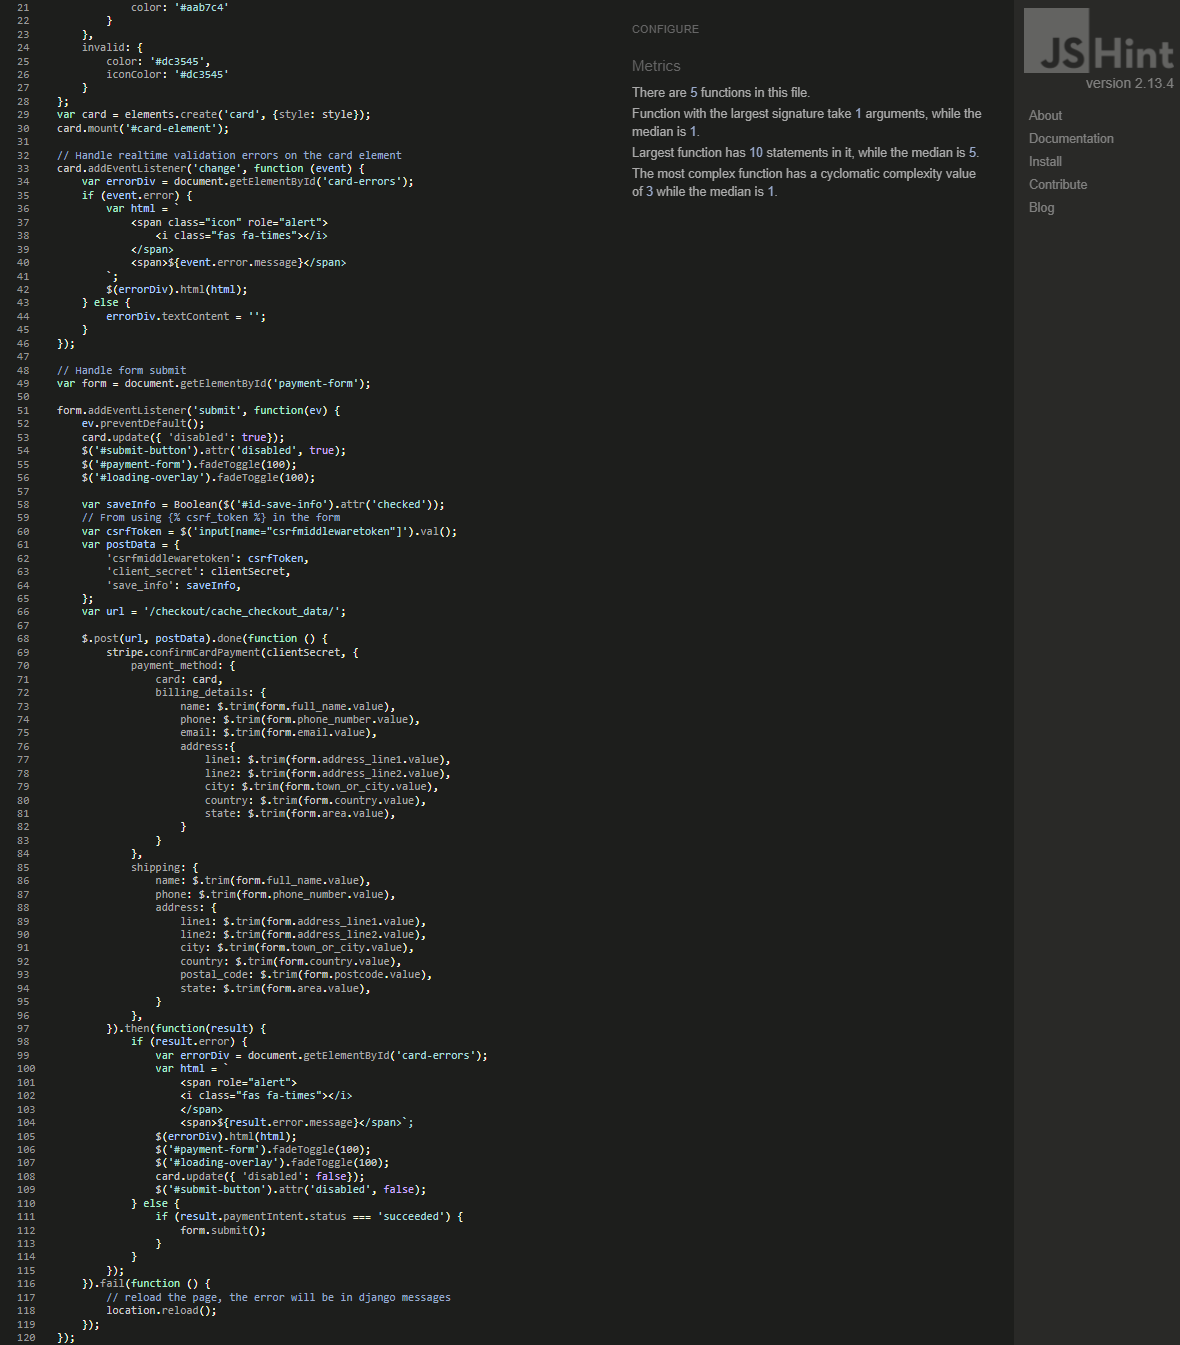 21 color: '#aab7c4'
22 }
23 },
24 invalid: {
25 color: '#dc3545',
26 iconColor: '#dc3545'
27 }
28 };
29 var card = elements.create('card', {style: style});
30 card.mount('#card-element');
31
32 // Handle realtime validation errors on the card element
33 card.addEventListener('change', function (event) {
34 var errorDiv = document.getElementById('card-errors');
35 if (event.error) {
36 var html = `
37 <span class="icon" role="alert">
38 <i class="fas fa-times"></i>
39 </span>
40 <span>${event.error.message}</span>
41 `;
42 $(errorDiv).html(html);
43 } else {
44 errorDiv.textContent = '';
45 }
46 });
47
48 // Handle form submit
49 var form = document.getElementById('payment-form');
50
51 form.addEventListener('submit', function(ev) {
52 ev.preventDefault();
53 card.update({ 'disabled': true});
54 $('#submit-button').attr('disabled', true);
55 $('#payment-form').fadeToggle(100);
56 $('#loading-overlay').fadeToggle(100);
57
58 var saveInfo = Boolean($('#id-save-info').attr('checked'));
59 // From using {% csrf_token %} in the form
60 var csrfToken = $('input[name="csrfmiddlewaretoken"]').val();
61 var postData = {
62 'csrfmiddlewaretoken': csrfToken,
63 'client_secret': clientSecret,
64 'save_info': saveInfo,
65 };
66 var url = '/checkout/cache_checkout_data/';
67
68 $.post(url, postData).done(function () {
69 stripe.confirmCardPayment(clientSecret, {
70 payment_method: {
71 card: card,
72 billing_details: {
73 name: $.trim(form.full_name.value),
74 phone: $.trim(form.phone_number.value),
75 email: $.trim(form.email.value),
76 address:{
77 line1: $.trim(form.address_line1.value),
78 line2: $.trim(form.address_line2.value),
79 city: $.trim(form.town_or_city.value),
80 country: $.trim(form.country.value),
81 state: $.trim(form.area.value),
82 }
83 }
84 },
85 shipping: {
86 name: $.trim(form.full_name.value),
87 phone: $.trim(form.phone_number.value),
88 address: {
89 line1: $.trim(form.address_line1.value),
90 line2: $.trim(form.address_line2.value),
91 city: $.trim(form.town_or_city.value),
92 country: $.trim(form.country.value),
93 postal_code: $.trim(form.postcode.value),
94 state: $.trim(form.area.value),
95 }
96 },
97 }).then(function(result) {
98 if (result.error) {
99 var errorDiv = document.getElementById('card-errors');
100 var html = `
101 <span role="alert">
102 <i class="fas fa-times"></i>
103 </span>
104 <span>${result.error.message}</span>`;
105 $(errorDiv).html(html);
106 $('#payment-form').fadeToggle(100);
107 $('#loading-overlay').fadeToggle(100);
108 card.update({ 'disabled': false});
109 $('#submit-button').attr('disabled', false);
110 } else {
111 if (result.paymentIntent.status === 'succeeded') {
112 form.submit();
113 }
114 }
115 });
116 }).fail(function () {
117 // reload the page, the error will be in django messages
118 location.reload();
119 });
120 });
CONFIGURE
Metrics
There are 5 functions in this file.
Function with the largest signature take 1 arguments, while the
median is 1.
Largest function has 10 statements in it, while the median is 5.
The most complex function has a cyclomatic complexity value
of 3 while the median is 1.
JSHint
version 2.13.4
About
Documentation
Install
Contribute
Blog